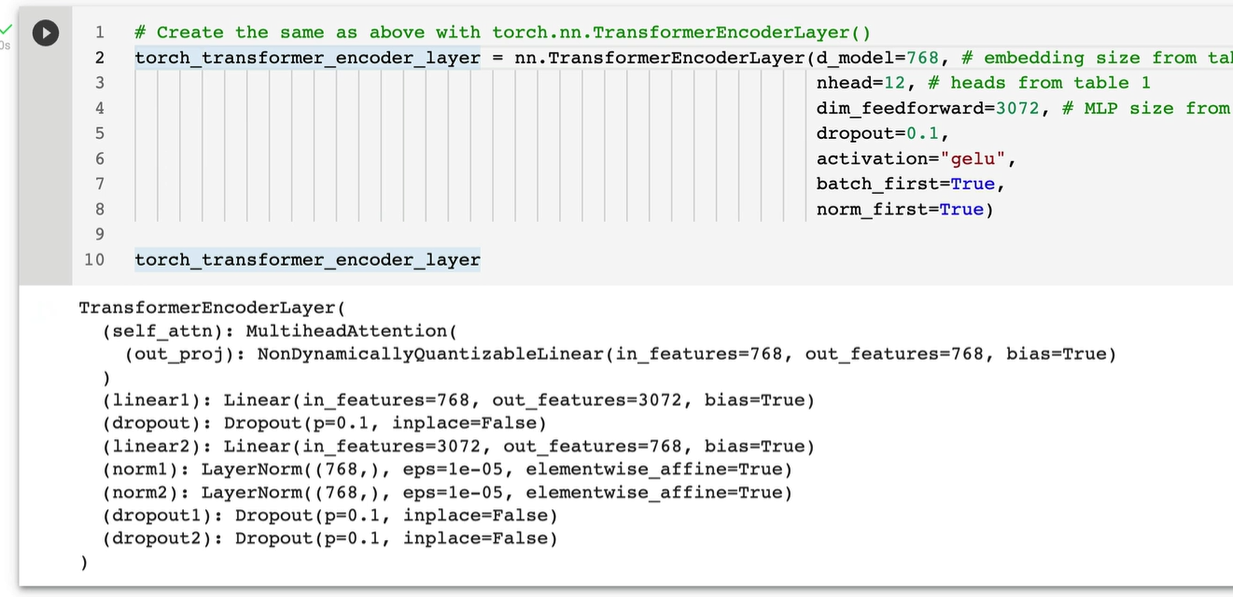 1 # Create the same as above with torch.nn.TransformerEncoderLayer()
2 torch_transformer_encoder_layer = nn.TransformerEncoderLayer(d_model=768, # embedding size from
3 nhead=12, # heads from table 1
4 dim_feedforward=3072, # MLP size from
5 dropout=0.1,
6 activation="gelu",
7 batch_first=True,
8 norm_first=True)
9
10 torch_transformer_encoder_layer
0s
TransformerEncoderLayer(
(self_attn): MultiheadAttention(
(out_proj): NonDynamicallyQuantizableLinear(in_features=768, out_features=768, bias=True)
)
(linear1): Linear(in_features=768, out_features=3072, bias=True)
(dropout): Dropout(p=0.1, inplace=False)
(linear2): Linear(in_features=3072, out_features=768, bias=True)
(norm1): LayerNorm((768,), eps=1e-05, elementwise_affine=True)
(norm2): LayerNorm((768,), eps=1e-05, elementwise_affine=True)
(dropout1): Dropout(p=0.1, inplace=False)
(dropout2): Dropout(p=0.1, inplace=False)
)